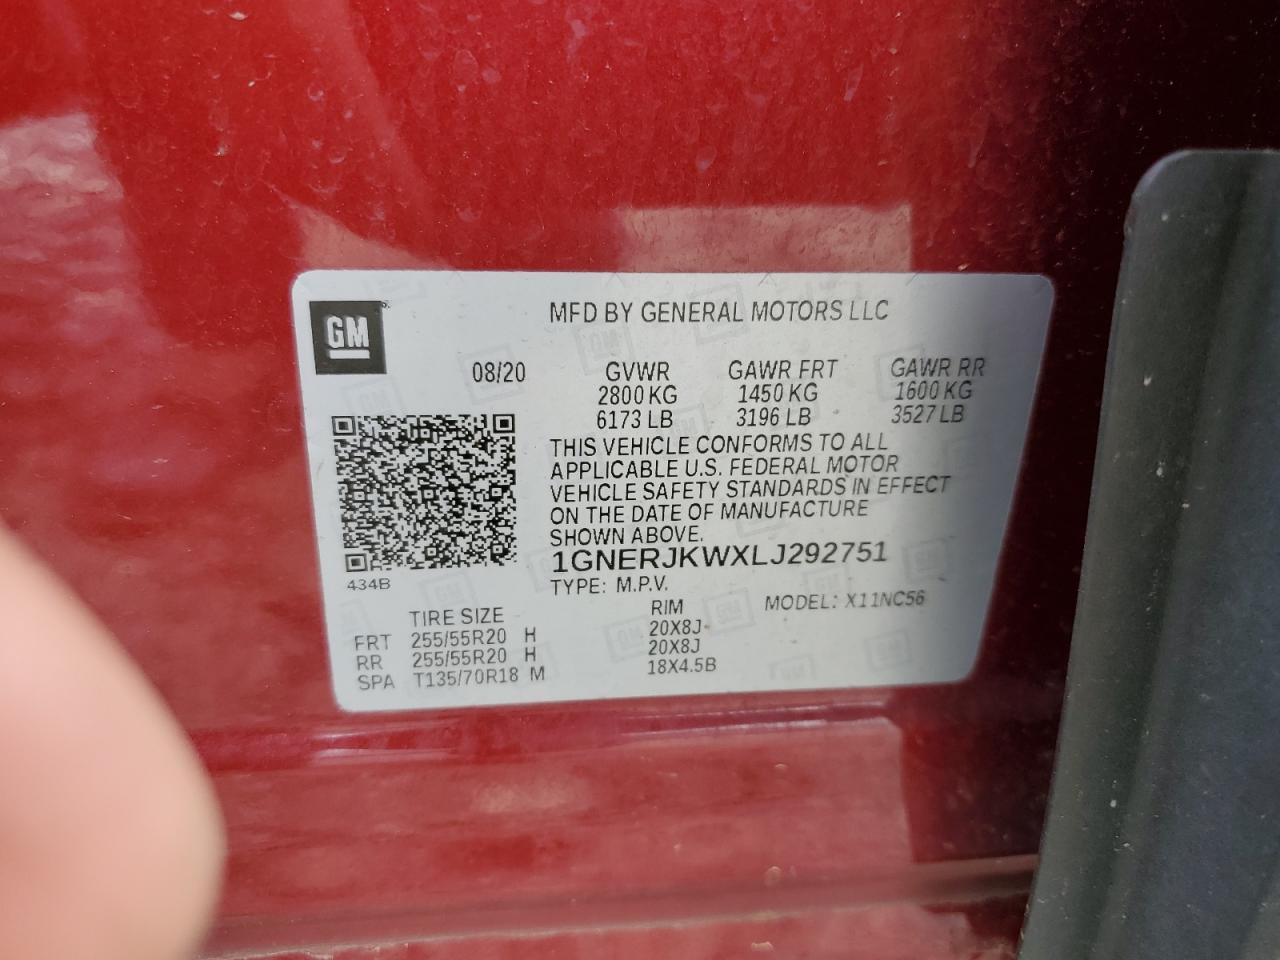 GM
MFD BY GENERAL MOTORS LLC
08/20 GVWR GAWR FRT GAWR RR
2800 KG 1450 KG 1600 KG
6173 LB 3196 LB 3527 LB
THIS VEHICLE CONFORMS TO ALL
APPLICABLE U.S. FEDERAL MOTOR
VEHICLE SAFETY STANDARDS IN EFFECT
ON THE DATE OF MANUFACTURE
SHOWN ABOVE.
1GNERJKWXLJ292751
434B
TYPE: M.P.V.
MODEL: X11NC56
TIRE SIZE RIM
FRT 255/55R20 H 20X8J
RR 255/55R20 H 20X8J
SPA T135/70R18 M 18X4.5B